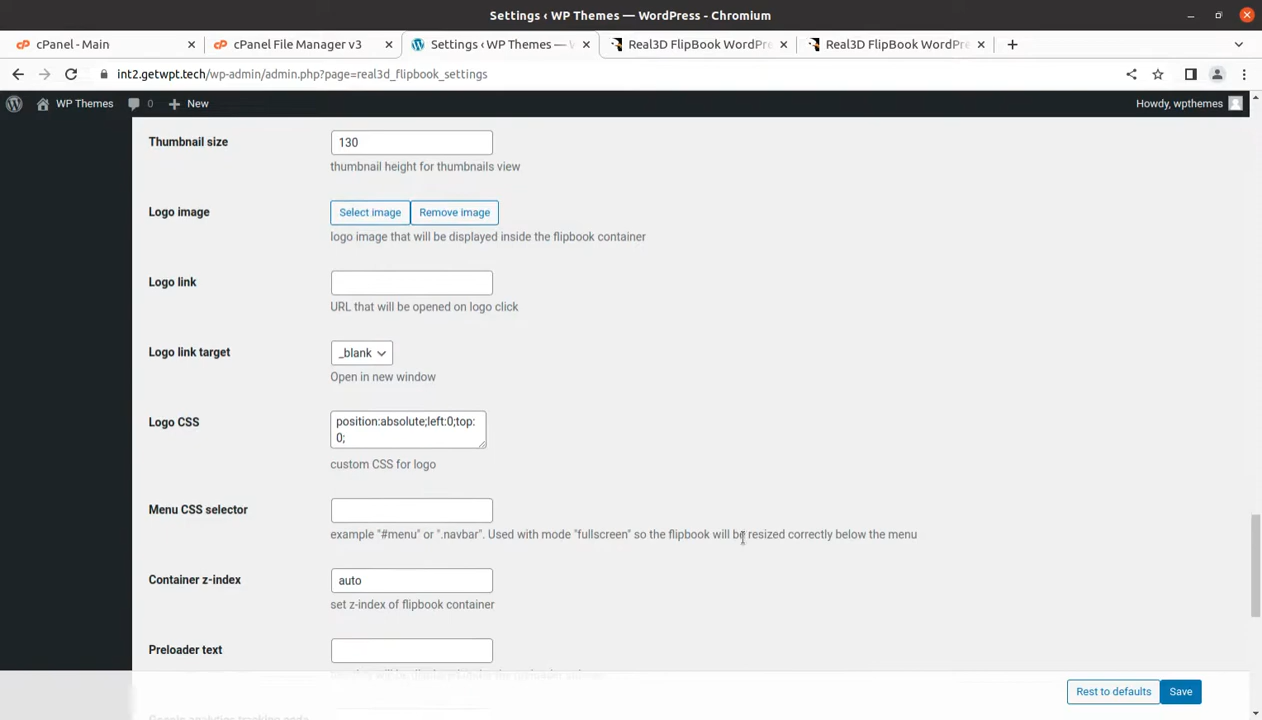 Settings ‹ WP Themes — WordPress - Chromium
cPanel - Main
cPanel File Manager v3
Settings ‹ WP Themes — W
Real3D FlipBook WordPre
Real3D FlipBook WordPre
int2.getwpt.tech/wp-admin/admin.php?page=real3d_flipbook_settings
WP Themes
0
New
Howdy, wpthemes
Thumbnail size
130
thumbnail height for thumbnails view
Logo image
Select image
Remove image
logo image that will be displayed inside the flipbook container
Logo link
URL that will be opened on logo click
Logo link target
_blank
Open in new window
Logo CSS
position:absolute;left:0;top:
0;
custom CSS for logo
Menu CSS selector
example "#menu" or ".navbar". Used with mode "fullscreen" so the flipbook will be resized correctly below the menu
Container z-index
auto
set z-index of flipbook container
Preloader text
Rest to defaults
Save
Google analytics tracking code